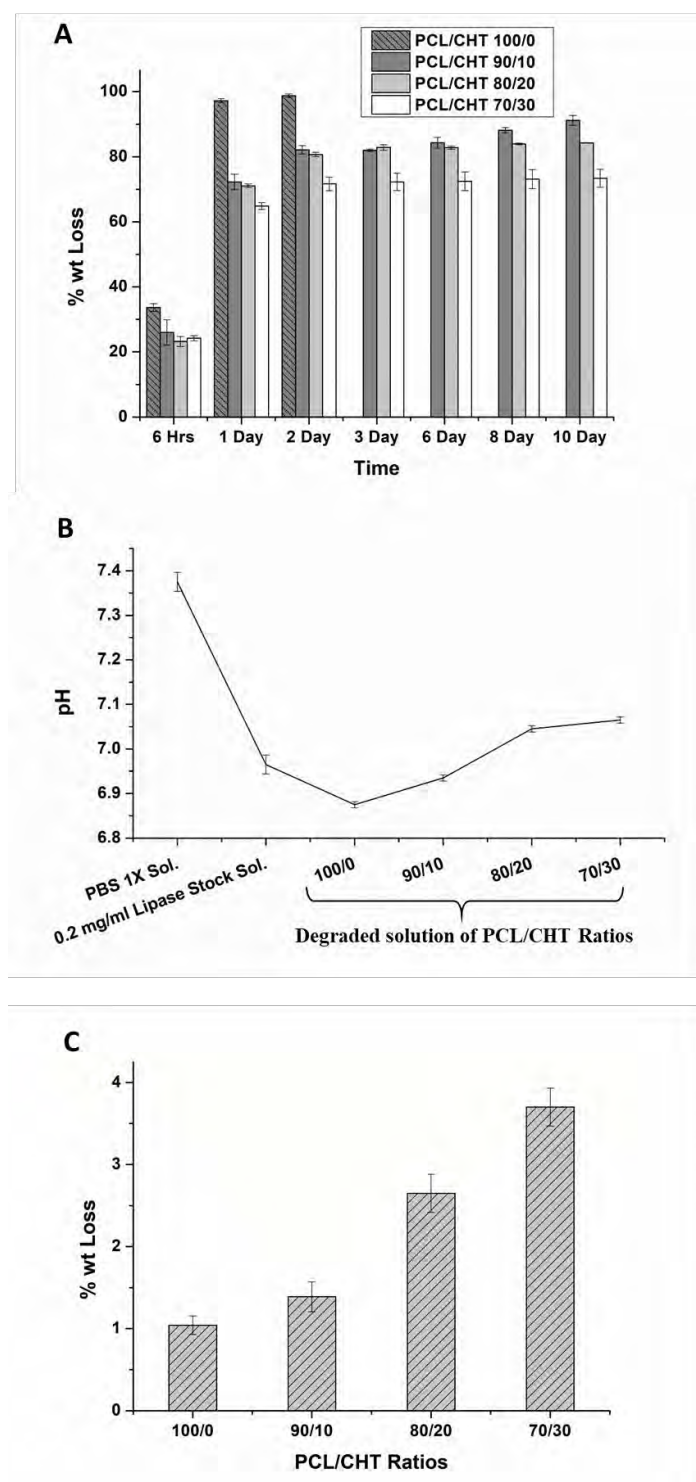 A
PCL/CHT 100/0
PCL/CHT 90/10
PCL/CHT 80/20
PCL/CHT 70/30
100
80
60
40
20
0
% wt Loss
6 Hrs 1 Day 2 Day 3 Day 6 Day 8 Day 10 Day
Time
B
7.4
7.3
7.2
7.1
7.0
6.9
6.8
pH
PBS 1X Sol.
0.2 mg/ml Lipase Stock Sol.
100/0
90/10
80/20
70/30
Degraded solution of PCL/CHT Ratios
C
4
3
2
1
0
% wt Loss
100/0 90/10 80/20 70/30
PCL/CHT Ratios